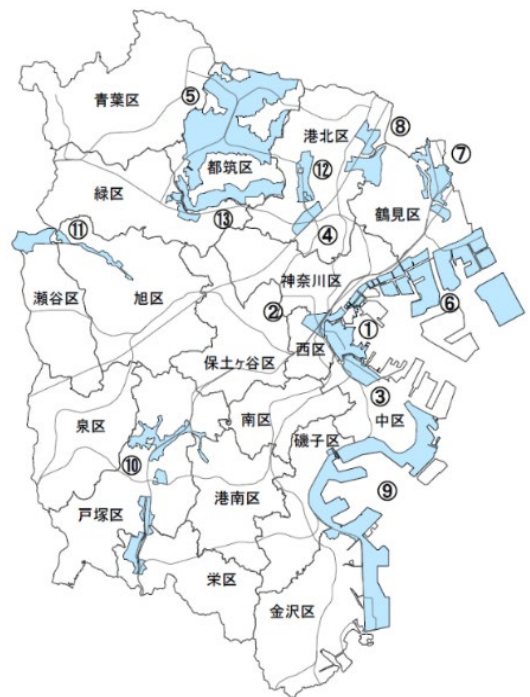 青葉区
⑤
港北区
⑧
都筑区
⑫
⑦
緑区
⑬
④
鶴見区
⑪
神奈川区
瀬谷区
旭区
②
⑥
西区
①
保土ヶ谷区
③
泉区
南区
中区
磯子区
⑩
港南区
⑨
戸塚区
栄区
金沢区